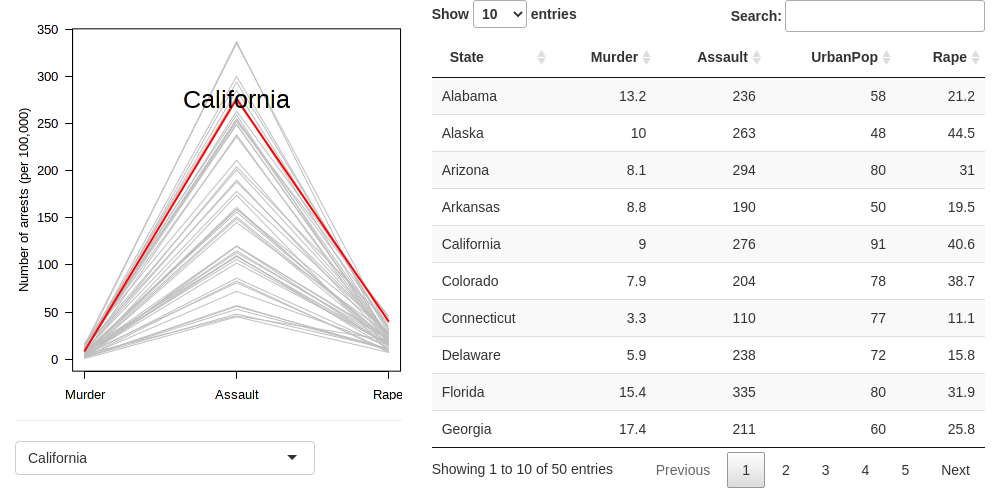 Number of arrests (per 100,000)
350
300
250
200
150
100
50
0
California
Murder Assault Rape
California
Show 10 entries
Search:
State Murder Assault UrbanPop Rape
Alabama 13.2 236 58 21.2
Alaska 10 263 48 44.5
Arizona 8.1 294 80 31
Arkansas 8.8 190 50 19.5
California 9 276 91 40.6
Colorado 7.9 204 78 38.7
Connecticut 3.3 110 77 11.1
Delaware 5.9 238 72 15.8
Florida 15.4 335 80 31.9
Georgia 17.4 211 60 25.8
Showing 1 to 10 of 50 entries
Previous 1 2 3 4 5 Next